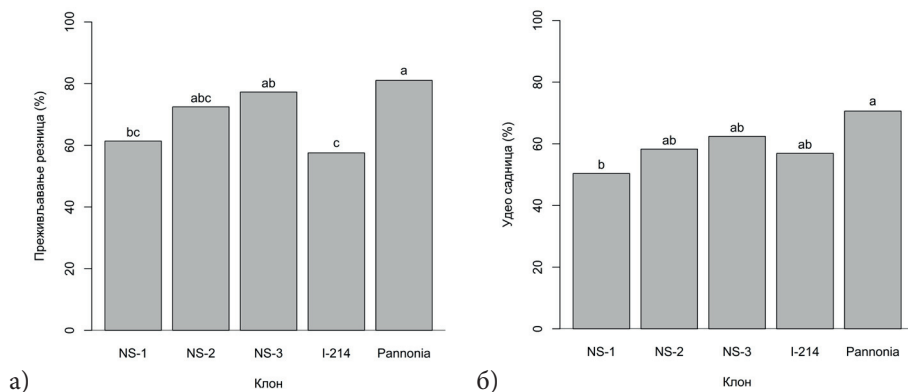 100
80
60
40
20
0
Преживљавање резница (%)
bc
abc
ab
c
a
NS-1 NS-2 NS-3 I-214 Pannonia
Клон
а)
100
80
60
40
20
0
Удео садница (%)
b
ab
ab
ab
a
NS-1 NS-2 NS-3 I-214 Pannonia
Клон
б)